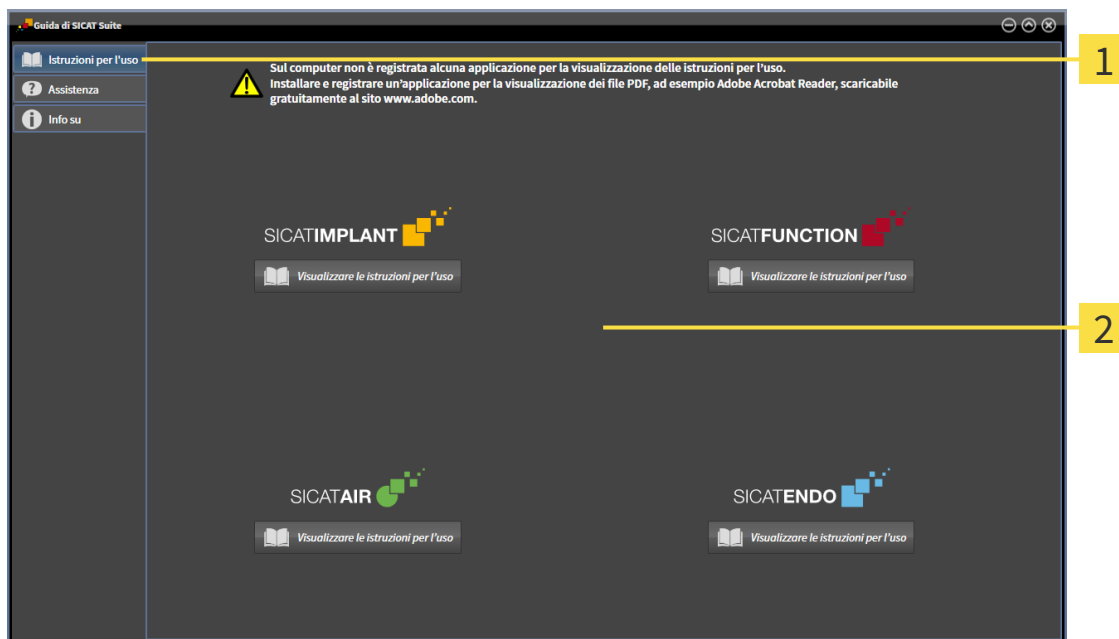 Guida di SICAT Suite
Istruzioni per l'uso
Assistenza
Info su
Sul computer non è registrata alcuna applicazione per la visualizzazione delle istruzioni per l'uso.
Installare e registrare un'applicazione per la visualizzazione dei file PDF, ad esempio Adobe Acrobat Reader, scaricabile
gratuitamente al sito www.adobe.com.
1
SICATIMPLANT
SICATFUNCTION
Visualizzare le istruzioni per l'uso
Visualizzare le istruzioni per l'uso
2
SICATAIR
SICATENDO
Visualizzare le istruzioni per l'uso
Visualizzare le istruzioni per l'uso